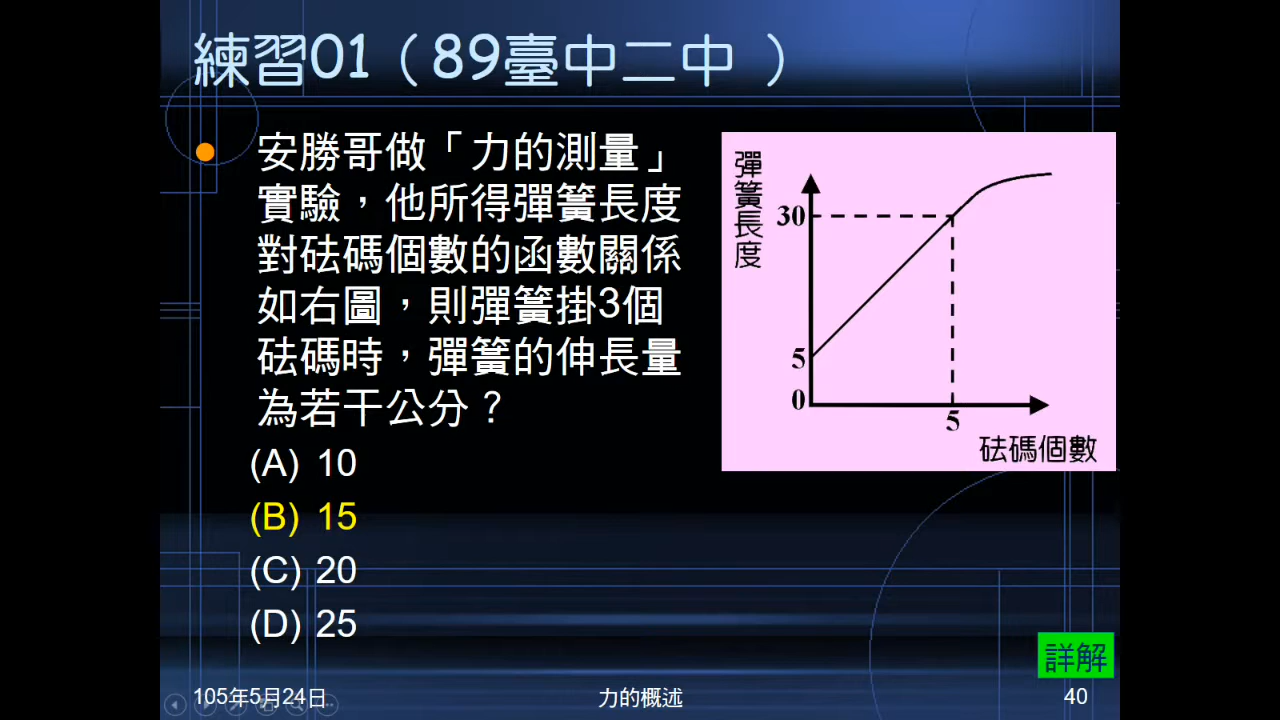 練習01（89臺中二中 ）
安勝哥做「力的測量」
實驗，他所得彈簧長度
對砝碼個數的函數關係
如右圖，則彈簧掛3個
砝碼時，彈簧的伸長量
為若干公分？
(A) 10
(B) 15
(C) 20
(D) 25
彈簧長度
30
5
0
5
砝碼個數
詳解
105年5月24日
力的概述
40